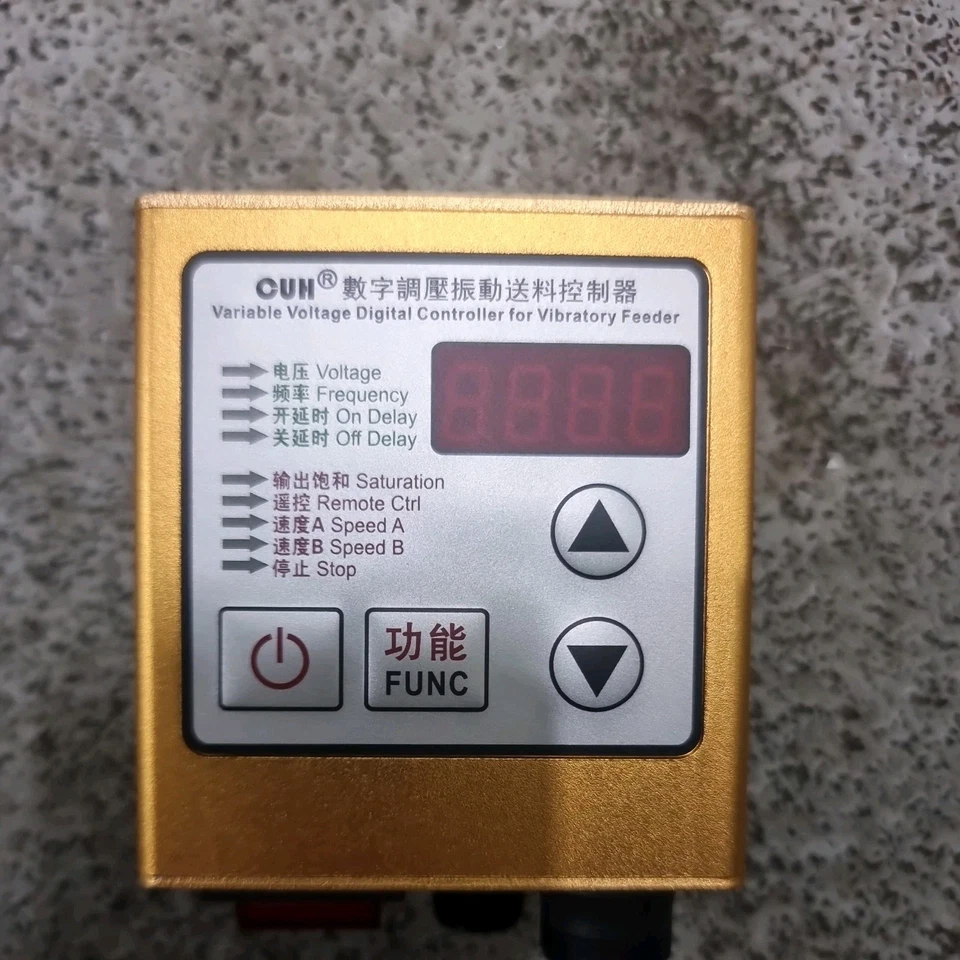 CUH® 數字調壓振動送料控制器
Variable Voltage Digital Controller for Vibratory Feeder
电压 Voltage
频率 Frequency
开延时 On Delay
关延时 Off Delay
输出饱和 Saturation
遥控 Remote Ctrl
速度A Speed A
速度B Speed B
停止 Stop
功能
FUNC